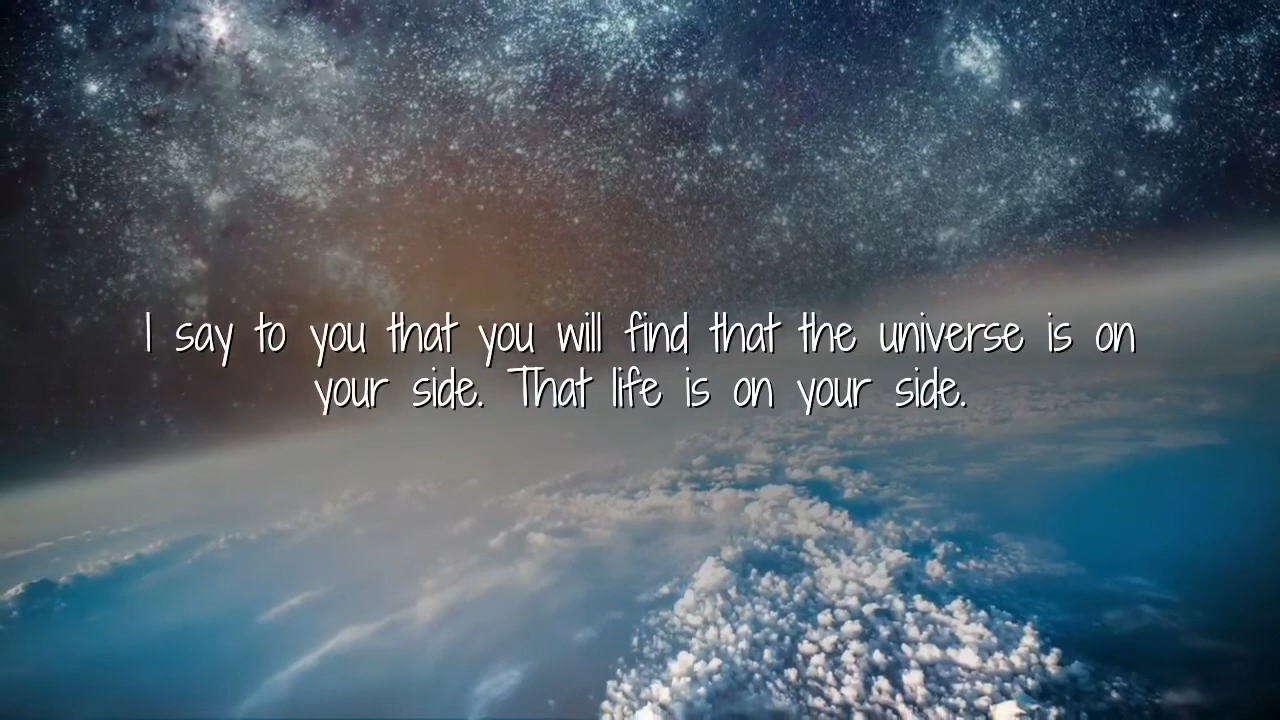 I say to you that you will find that the universe is on
your side. That life is on your side.